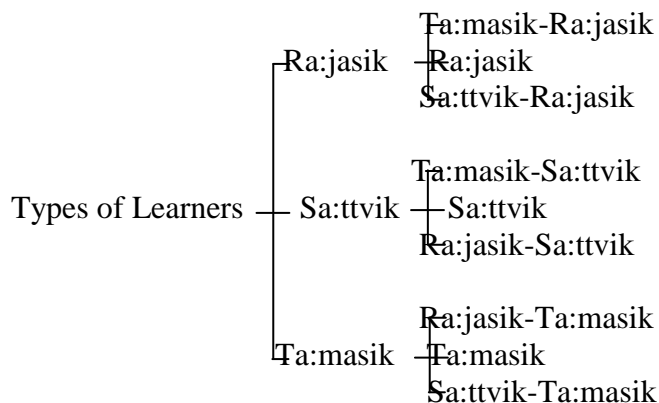 Ta:masik-Ra:jasik
Ra:jasik
Ra:jasik
Sa:ttvik-Ra:jasik
Ta:masik-Sa:ttvik
Types of Learners
Sa:ttvik
Sa:ttvik
Ra:jasik-Sa:ttvik
Ra:jasik-Ta:masik
Ta:masik
Ta:masik
Sa:ttvik-Ta:masik